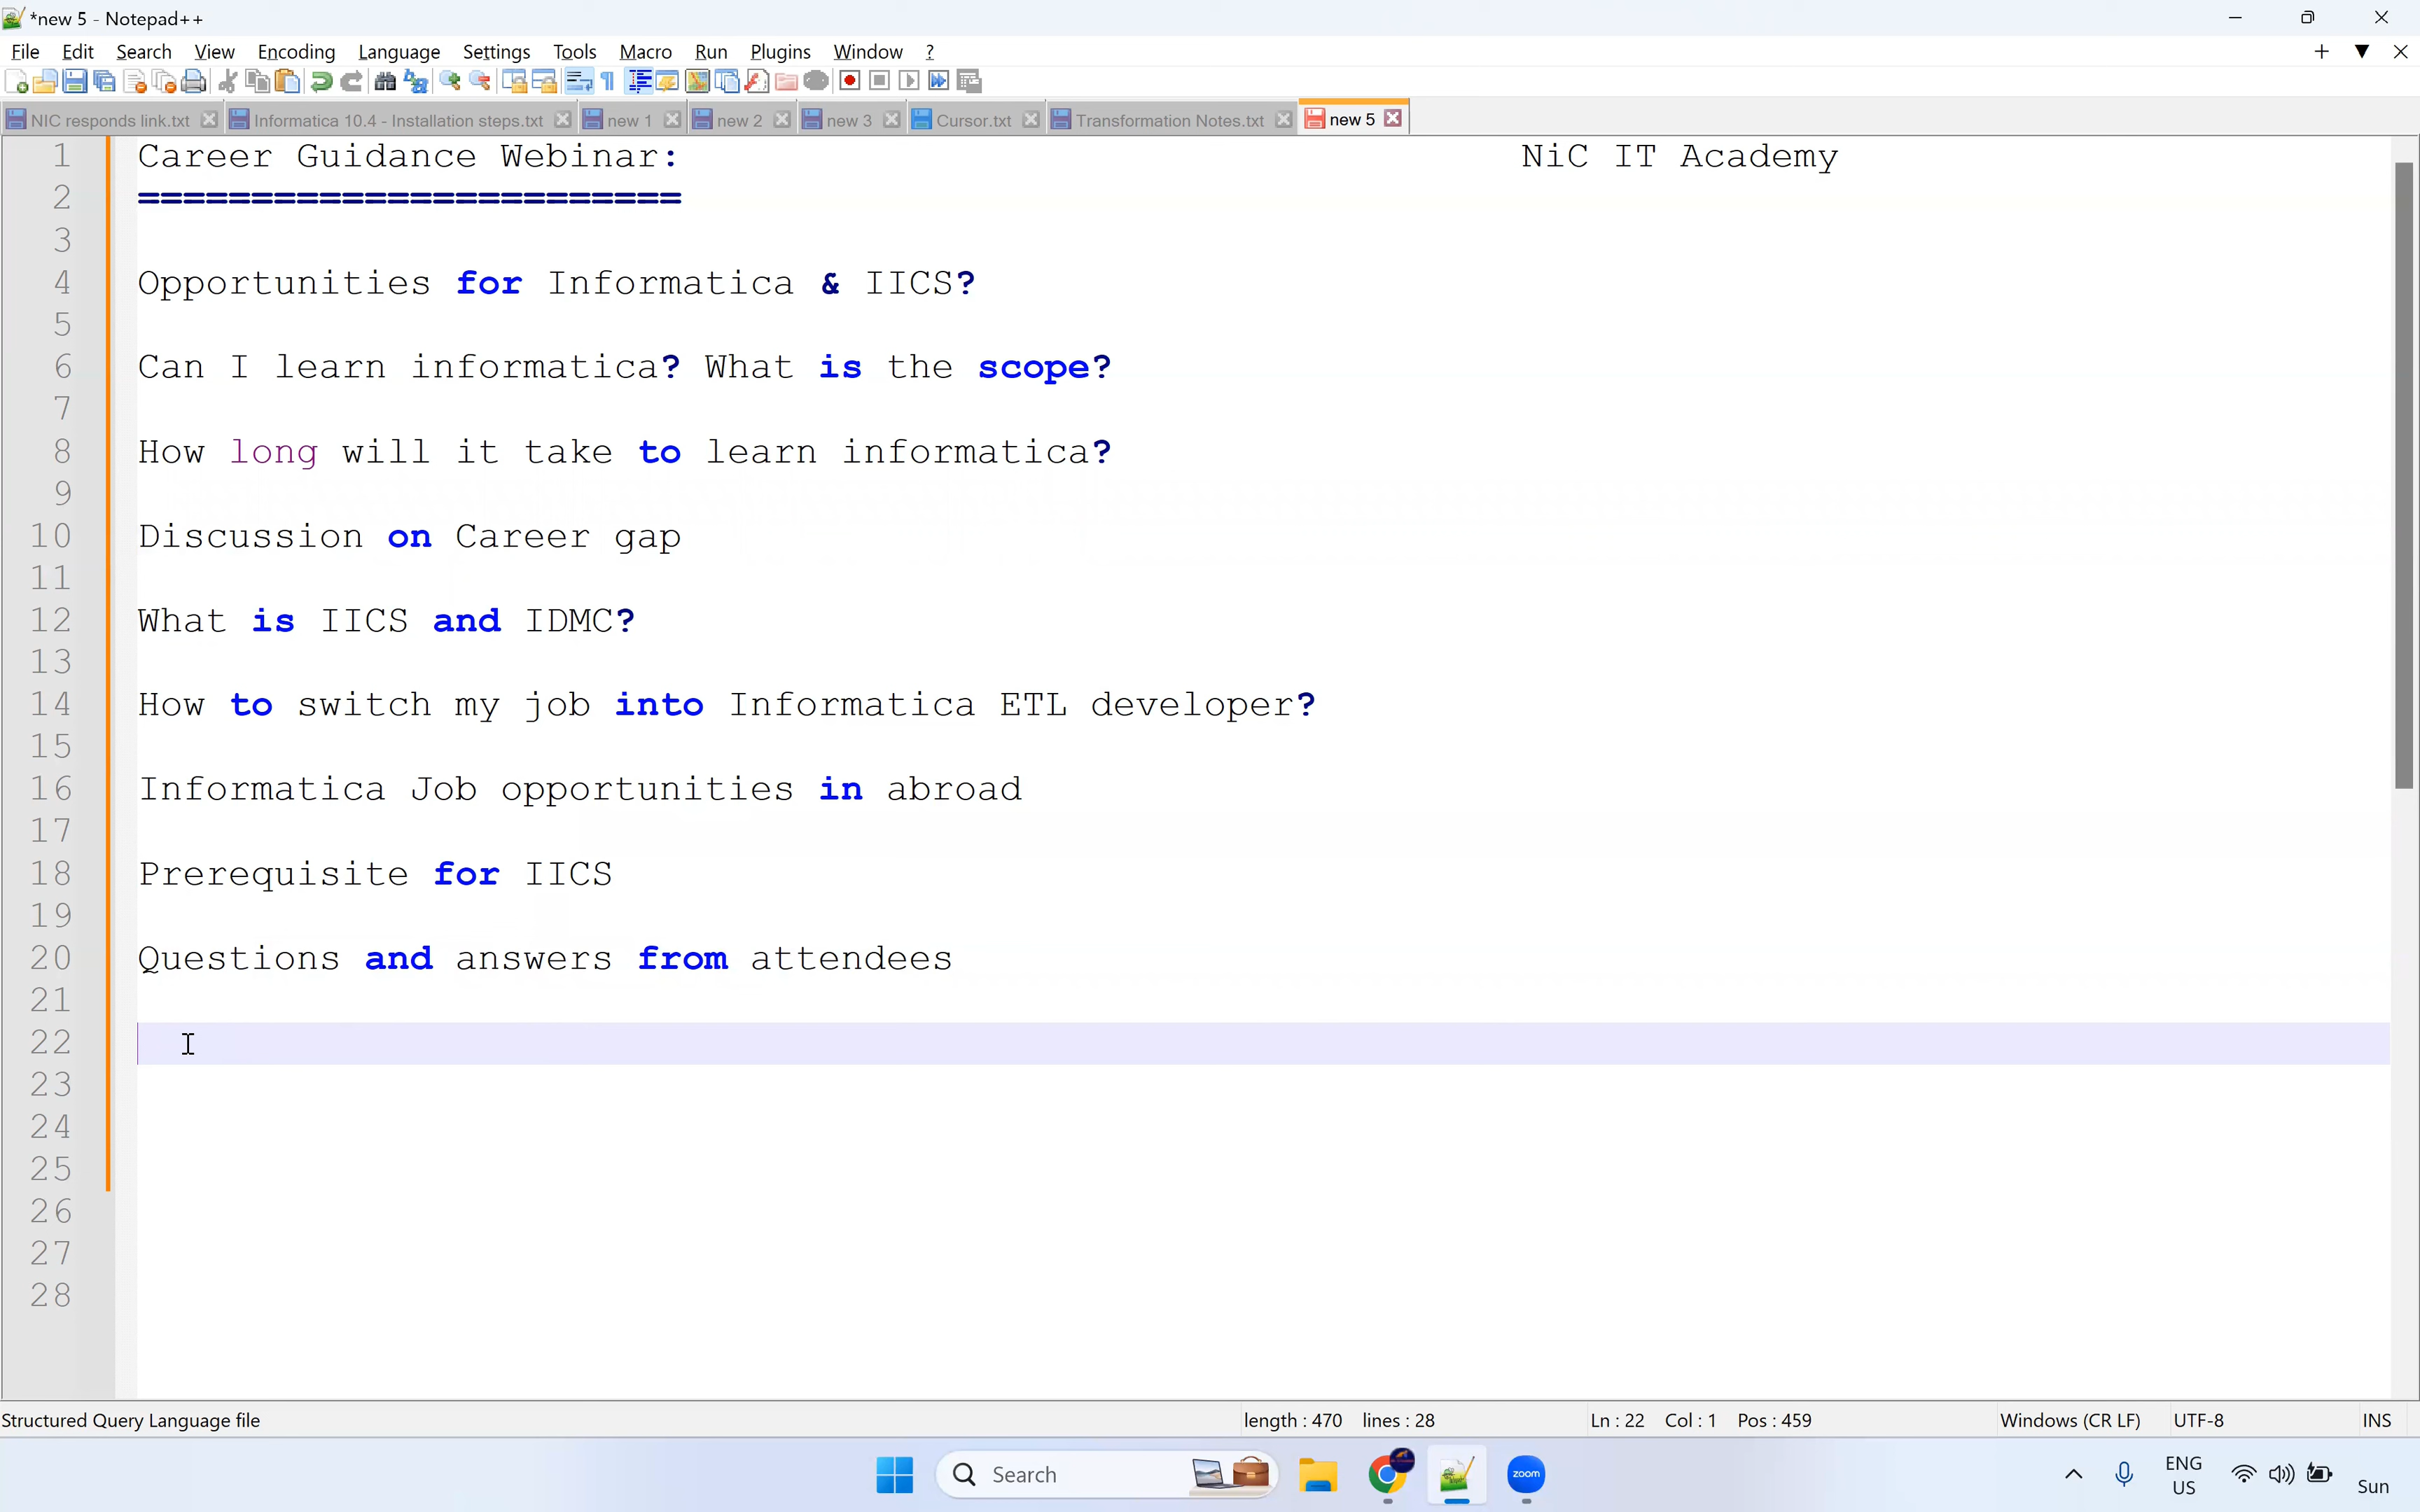 *new 5 - Notepad++
File Edit Search View Encoding Language Settings Tools Macro Run Plugins Window ?
NIC responds link.txt Informatica 10.4 - Installation steps.txt new 1 new 2 new 3 Cursor.txt Transformation Notes.txt new 5
1 Career Guidance Webinar: NiC IT Academy
2 ========================
3
4 Opportunities for Informatica & IICS?
5
6 Can I learn informatica? What is the scope?
7
8 How long will it take to learn informatica?
9
10 Discussion on Career gap
11
12 What is IICS and IDMC?
13
14 How to switch my job into Informatica ETL developer?
15
16 Informatica Job opportunities in abroad
17
18 Prerequisite for IICS
19
20 Questions and answers from attendees
21
22
23
24
25
26
27
28
Structured Query Language file length : 470 lines : 28 Ln : 22 Col : 1 Pos : 459 Windows (CR LF) UTF-8 INS
Search zoom ENG
US Sun